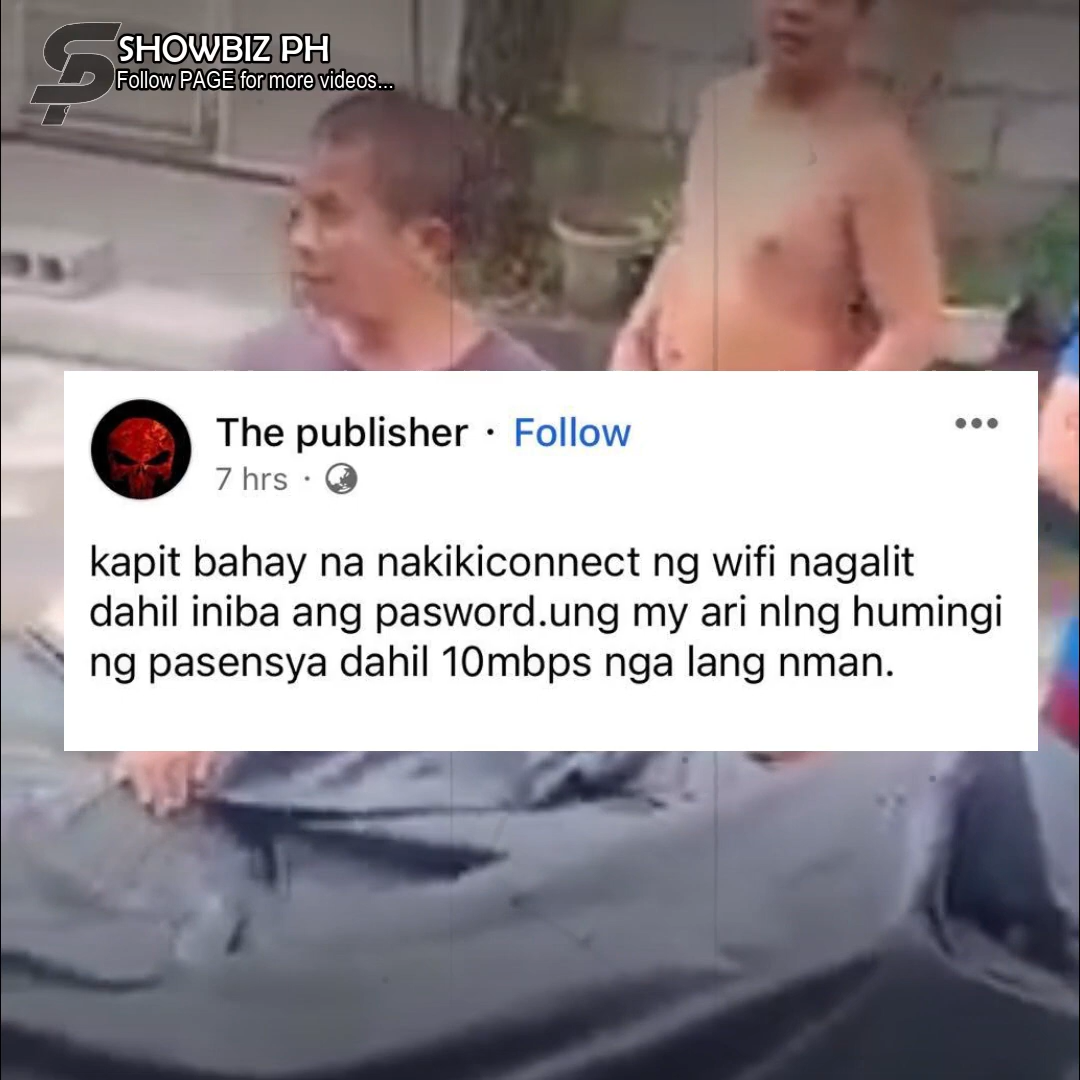 SHOWBIZ PH
Follow PAGE for more videos...
The publisher · Follow
7 hrs ·
kapit bahay na nakikiconnect ng wifi nagalit
dahil iniba ang pasword.ung my ari nlng humingi
ng pasensya dahil 10mbps nga lang nman.